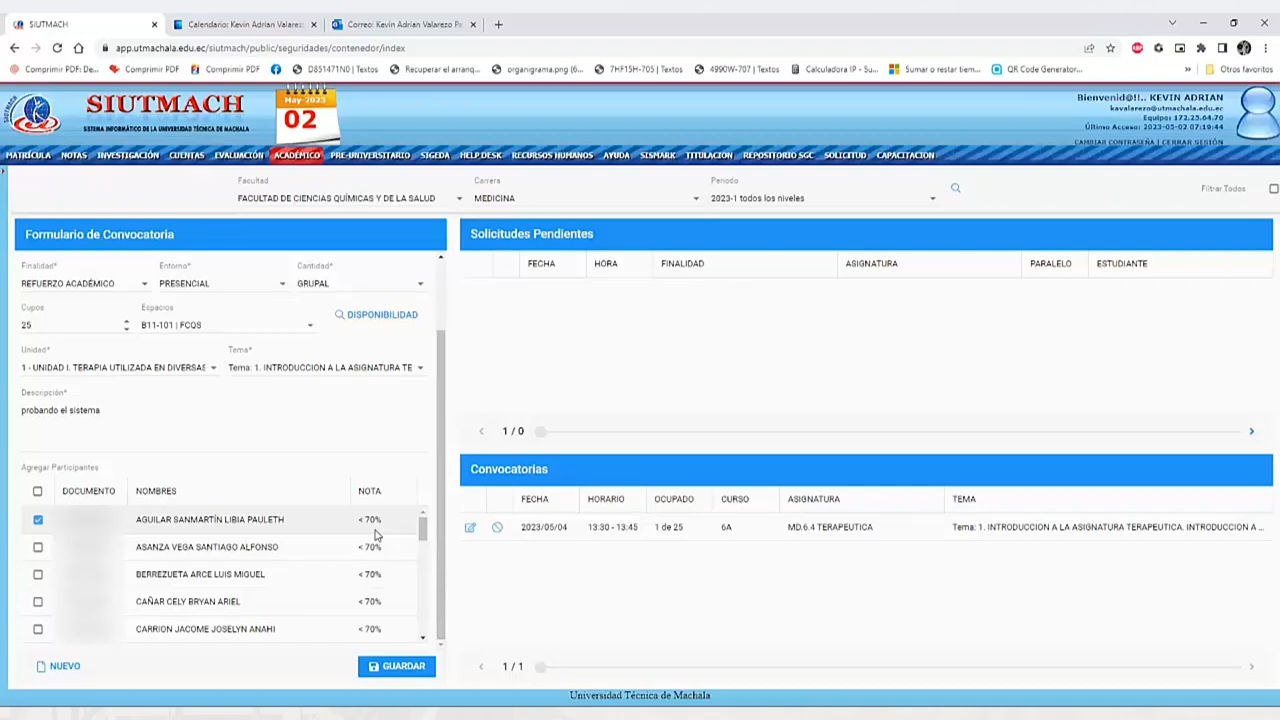 SIUTMACH
Calendario: Kevin Adrian Valarez
Correo: Kevin Adrian Valarezo Pa
app.utmachala.edu.ec/siutmach/public/seguridades/contenedor/index
Comprimir PDF: De...
Comprimir PDF
Comprimir PDF
D851471N0 | Textos
Recuperar el arranq...
organigrama.png (6...
7HF15H-705 | Textos
4990W-707 | Textos
Calculadora IP - Su...
Sumar o restar tiem...
QR Code Generator...
»
Otros favoritos
SIUTMACH
SISTEMA INFORMÁTICO DE LA UNIVERSIDAD TÉCNICA DE MACHALA
May-2023
02
Bienvenid@!!.. KEVIN ADRIAN
kavalarezo@utmachala.edu.ec
Equipo: 172.25.64.70
Último Acceso: 2023-05-02 07:19:44
CAMBIAR CONTRASEÑA | CERRAR SESIÓN
MATRÍCULA NOTAS INVESTIGACIÓN CUENTAS EVALUACIÓN ACADÉMICO PRE-UNIVERSITARIO SIGEDA HELP DESK RECURSOS HUMANOS AYUDA SISMARK TITULACION REPOSITORIO SGC SOLICITUD CAPACITACION
Facultad Carrera Periodo
FACULTAD DE CIENCIAS QUÍMICAS Y DE LA SALUD MEDICINA 2023-1 todos los niveles
Filtrar Todos
Formulario de Convocatoria
Finalidad* Entorno* Cantidad*
REFUERZO ACADÉMICO PRESENCIAL GRUPAL
Cupos Espacios
25 B11-101 | FCQS
DISPONIBILIDAD
Unidad* Tema*
1 - UNIDAD I. TERAPIA UTILIZADA EN DIVERSAS Tema: 1. INTRODUCCION A LA ASIGNATURA TE
Descripción*
probando el sistema
Agregar Participantes
DOCUMENTO NOMBRES NOTA
AGUILAR SANMARTÍN LIBIA PAULETH < 70%
ASANZA VEGA SANTIAGO ALFONSO < 70%
BERREZUETA ARCE LUIS MIGUEL < 70%
CAÑAR CELY BRYAN ARIEL < 70%
CARRION JACOME JOSELYN ANAHI < 70%
NUEVO GUARDAR
Solicitudes Pendientes
FECHA HORA FINALIDAD ASIGNATURA PARALELO ESTUDIANTE
1 / 0
Convocatorias
FECHA HORARIO OCUPADO CURSO ASIGNATURA TEMA
2023/05/04 13:30 - 13:45 1 de 25 6A MD.6.4 TERAPEUTICA Tema: 1. INTRODUCCION A LA ASIGNATURA TERAPEUTICA. INTRODUCCION A ...
1 / 1
Universidad Técnica de Machala